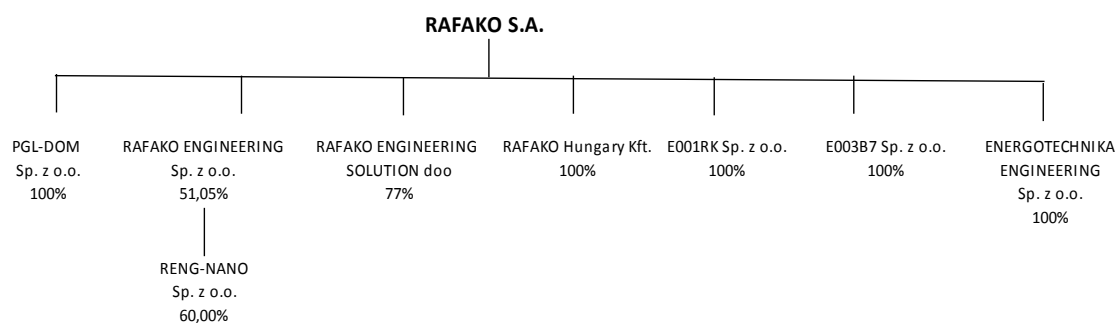 RAFAKO S.A.
PGL-DOM
Sp. z o.o.
100%
RAFAKO ENGINEERING
Sp. z o.o.
51,05%
RAFAKO ENGINEERING
SOLUTION doo
77%
RAFAKO Hungary Kft.
100%
E001RK Sp. z o.o.
100%
E003B7 Sp. z o.o.
100%
ENERGOTECHNIKA
ENGINEERING
Sp. z o.o.
100%
RENG-NANO
Sp. z o.o.
60,00%